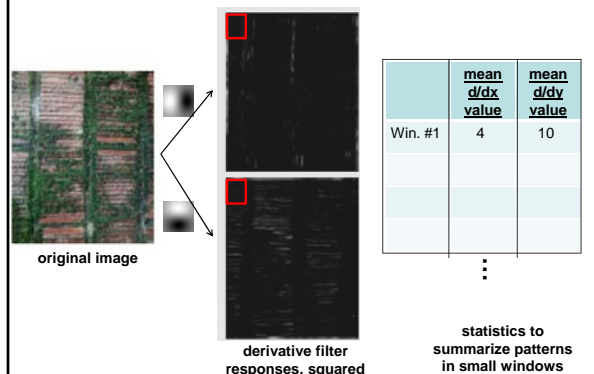 original image
derivative filter
responses, squared
mean
d/dx
value
mean
d/dy
value
Win. #1 4 10
statistics to
summarize patterns
in small windows